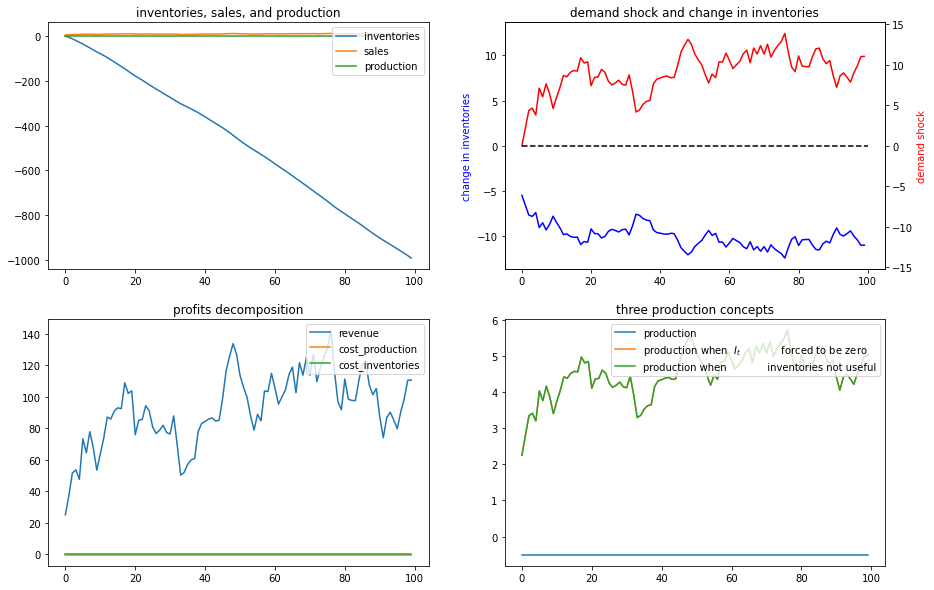 inventories, sales, and production
inventories
sales
production
0
−200
−400
−600
−800
−1000
0 20 40 60 80 100
demand shock and change in inventories
change in inventories
10
5
0
−5
−10
15
10
5
0
−5
−10
−15
demand shock
0 20 40 60 80 100
profits decomposition
revenue
cost_production
cost_inventories
140
120
100
80
60
40
20
0
0 20 40 60 80 100
three production concepts
production
production when I_t forced to be zero
production when inventories not useful
6
5
4
3
2
1
0
0 20 40 60 80 100